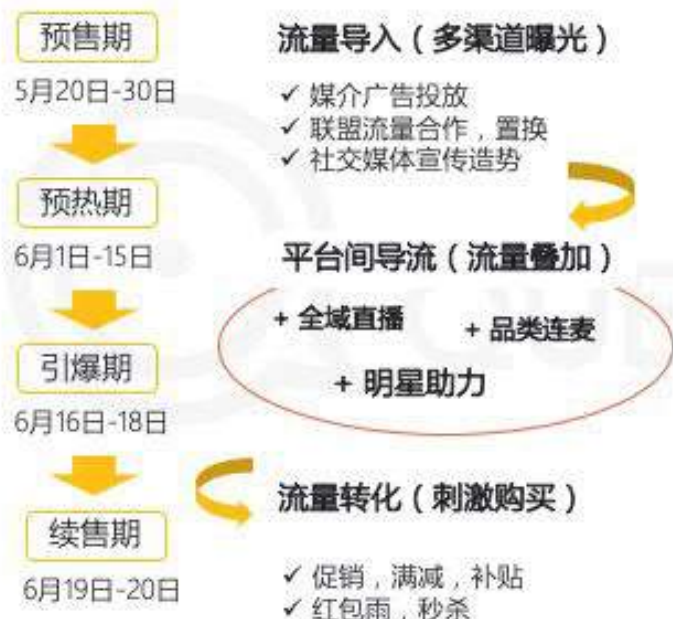 预售期
5月20日-30日
预热期
6月1日-15日
引爆期
6月16日-18日
续售期
6月19日-20日
流量导入（多渠道曝光）
✓ 媒介广告投放
✓ 联盟流量合作，置换
✓ 社交媒体宣传造势
平台间导流（流量叠加）
+ 全域直播
+ 品类连麦
+ 明星助力
流量转化（刺激购买）
✓ 促销，满减，补贴
✓ 红包雨，秒杀